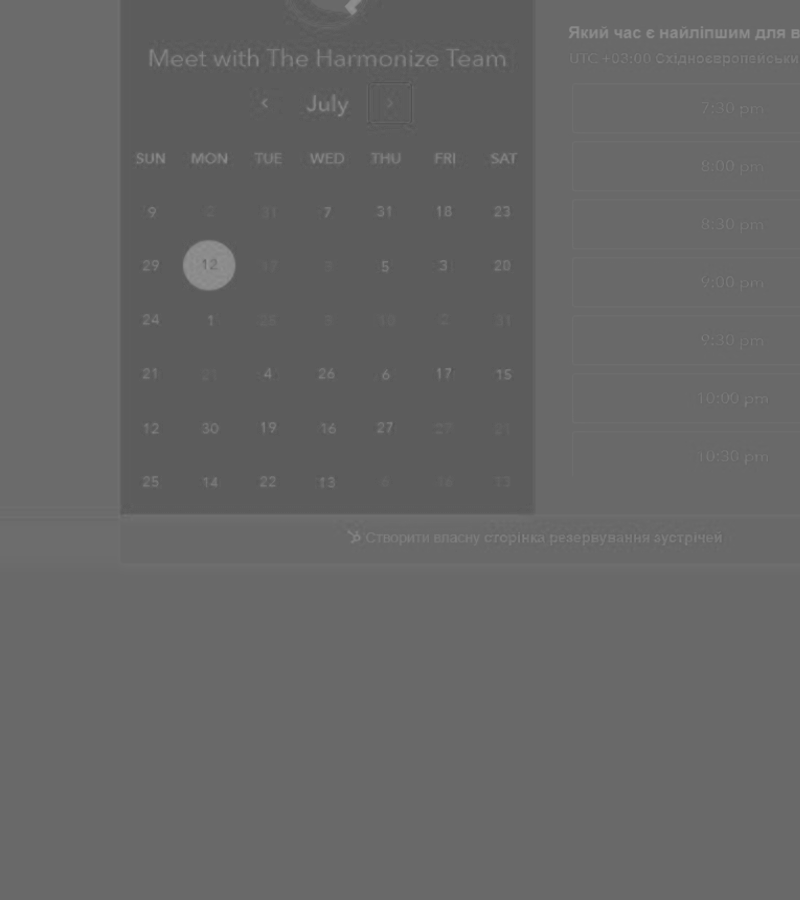 Meet with The Harmonize Team
July
SUN MON TUE WED THU FRI SAT
9 31 7 31 18 23
29 12 5 3 20
24 1
21 4 26 6 17 15
12 30 19 16 27
25 14 22 13
Який час є найліпшим для
UTC +03:00
7:30 pm
8:00 pm
8:30 pm
9:00 pm
9:30 pm
10:00 pm
10:30 pm
Створити власну сторінка резервування зустрічей